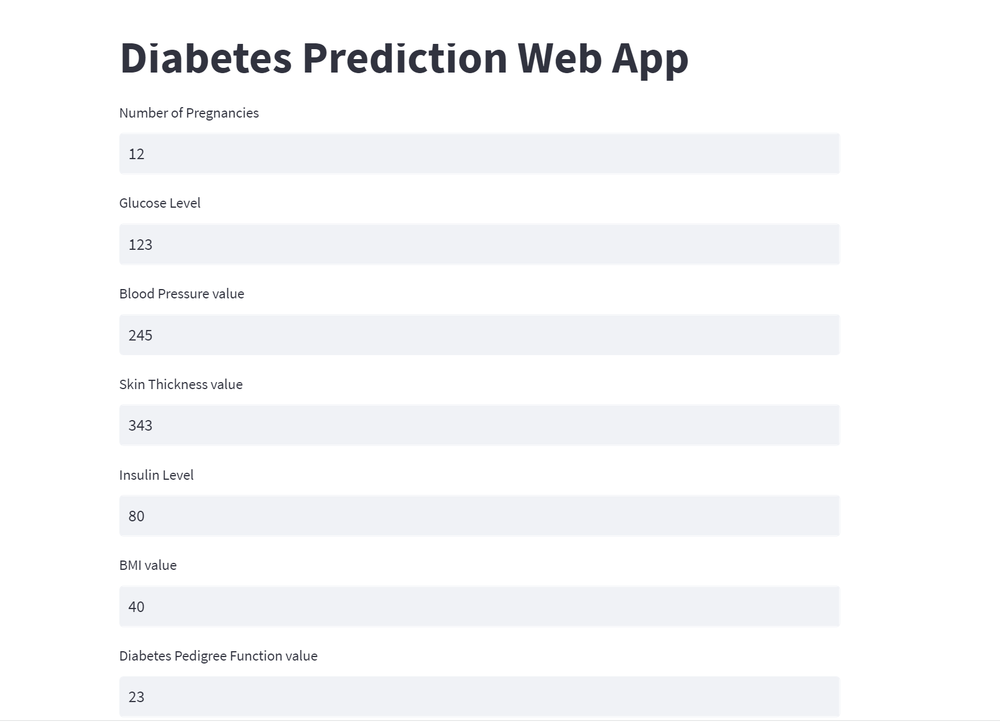 Diabetes Prediction Web App
Number of Pregnancies
12
Glucose Level
123
Blood Pressure value
245
Skin Thickness value
343
Insulin Level
80
BMI value
40
Diabetes Pedigree Function value
23